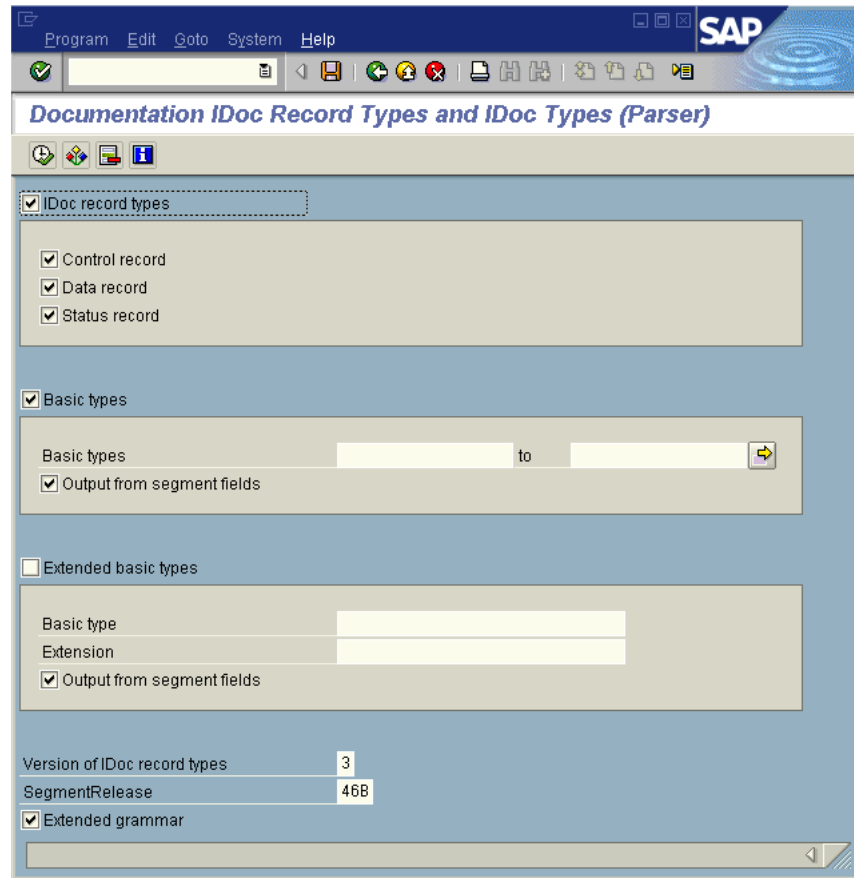 Program Edit Goto System Help
SAP
Documentation IDoc Record Types and IDoc Types (Parser)
IDoc record types
Control record
Data record
Status record
Basic types
Basic types to
Output from segment fields
Extended basic types
Basic type
Extension
Output from segment fields
Version of IDoc record types 3
SegmentRelease 46B
Extended grammar